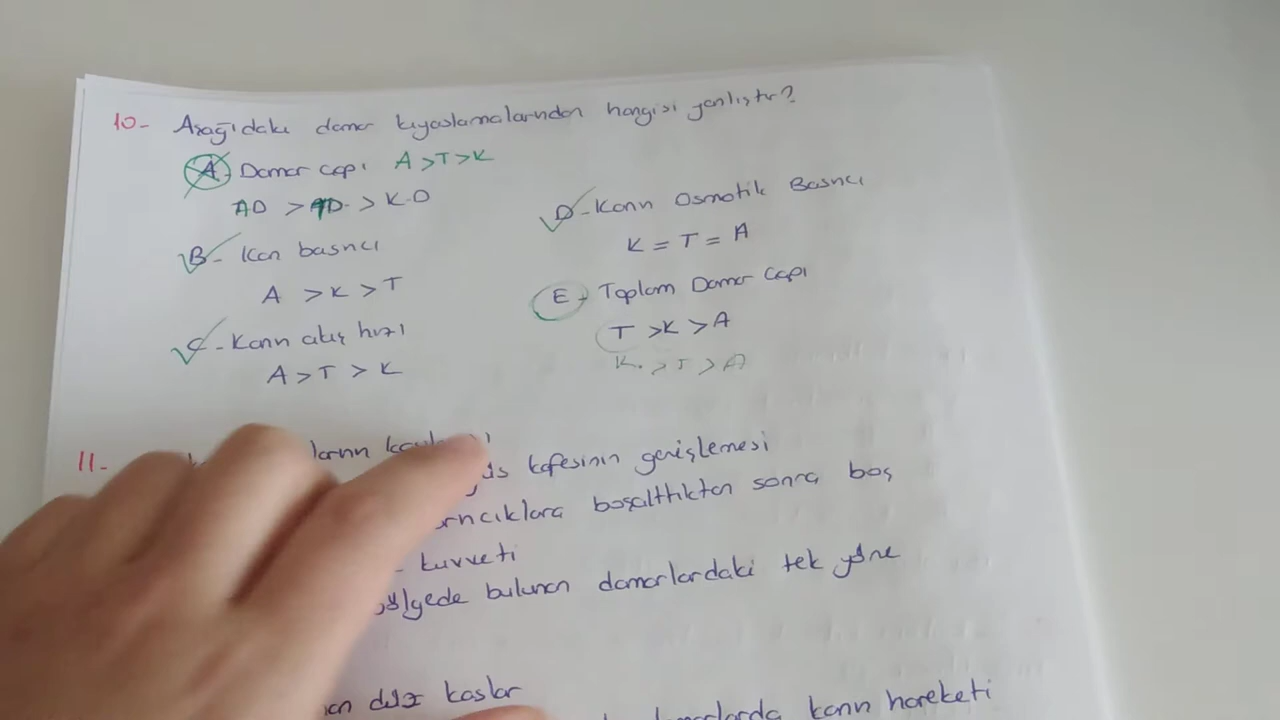 10- Aşağıdaki damar kıyaslamalarından hangisi yanlıştır?
A- Damar çapı A>T>K
AD > > K.D
B- Kan basıncı
A >K >T
C- Kanın akış hızı
A>T > K
D- Kanın Osmotik Basıncı
K = T = A
E- Toplam Damar Çapı
T >K >A
K >T >A
11-
kafesinin genişlemesi
boşalttıktan sonra boş
kuvveti
bulunan damarlardaki tek yöne
düz kaslar
kanın hareketi